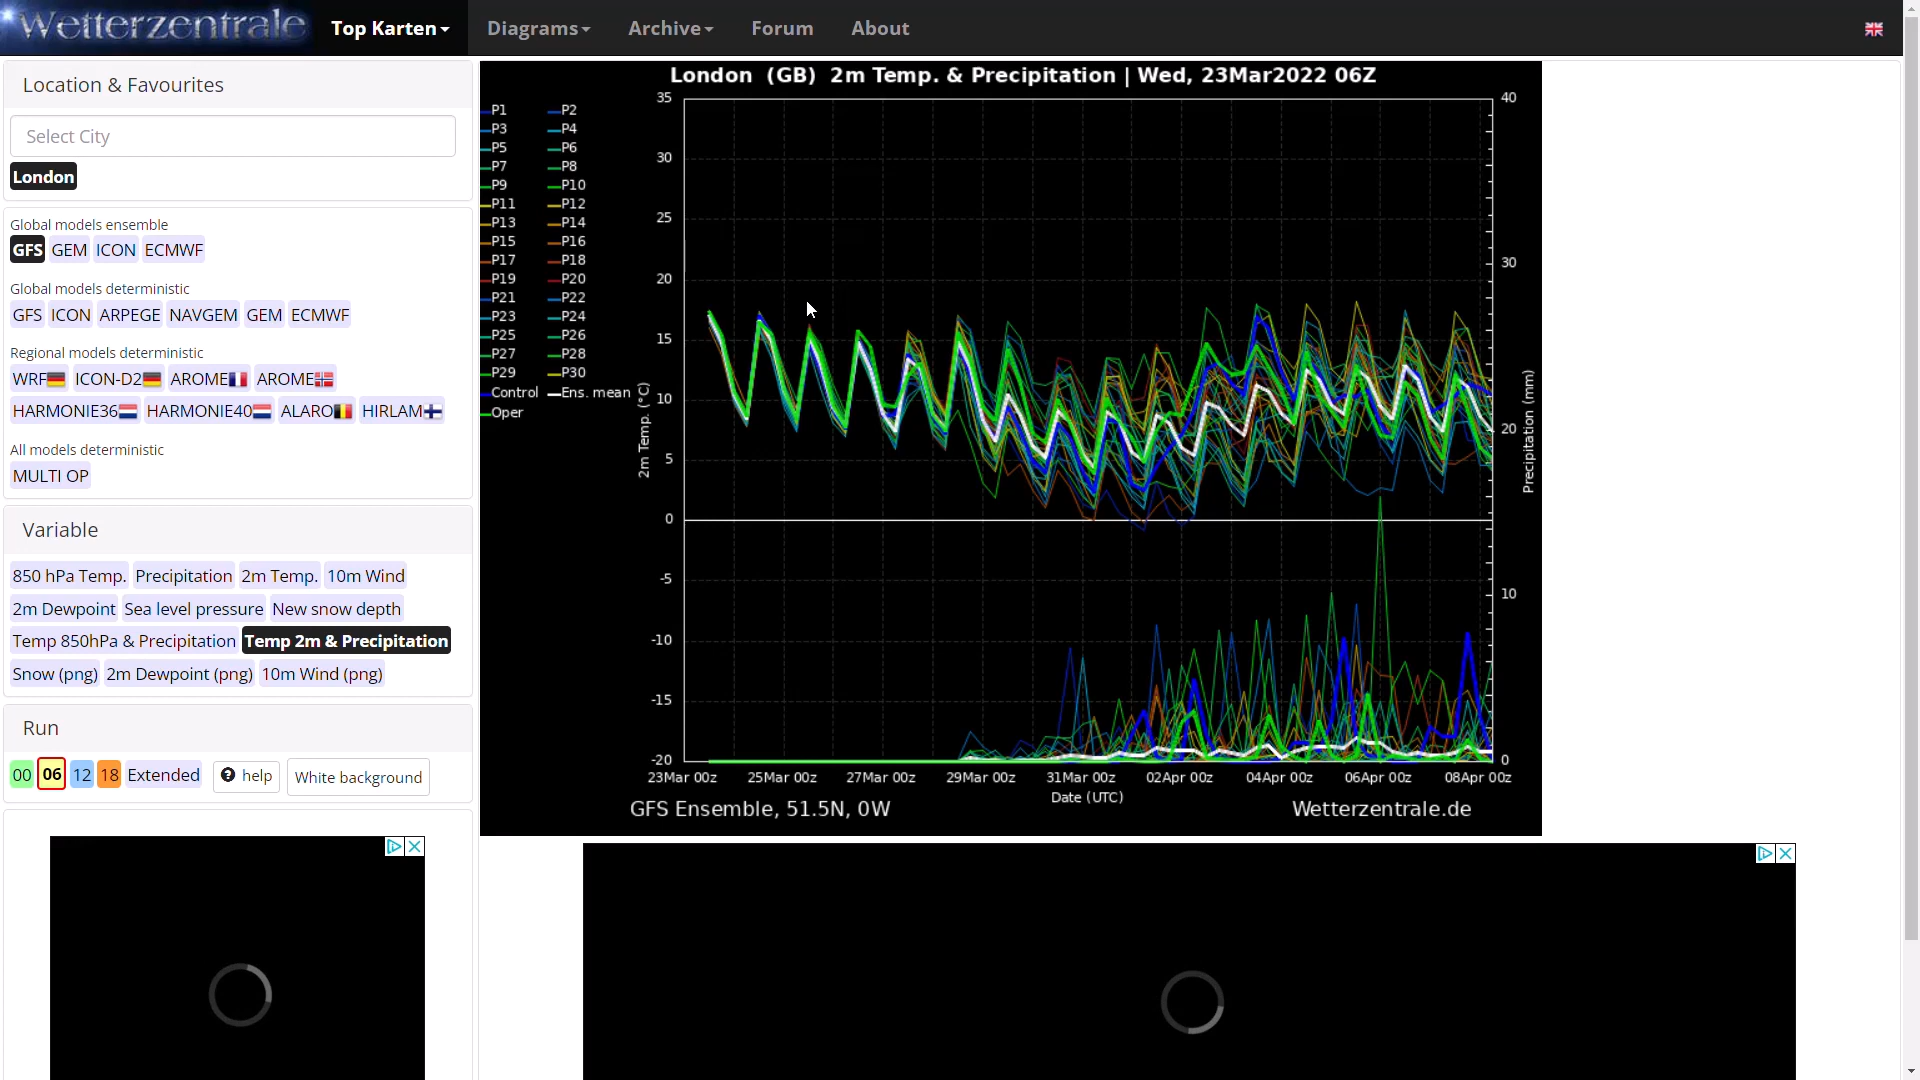 Wetterzentrale
Top Karten
Diagrams
Archive
Forum
About
Location & Favourites
Select City
London
Global models ensemble
GFS GEM ICON ECMWF
Global models deterministic
GFS ICON ARPEGE NAVGEM GEM ECMWF
Regional models deterministic
WRF ICON-D2 AROME AROME
HARMONIE36 HARMONIE40 ALARO HIRLAM
All models deterministic
MULTI OP
Variable
850 hPa Temp. Precipitation 2m Temp. 10m Wind
2m Dewpoint Sea level pressure New snow depth
Temp 850hPa & Precipitation Temp 2m & Precipitation
Snow (png) 2m Dewpoint (png) 10m Wind (png)
Run
00 06 12 18 Extended help White background
London (GB) 2m Temp. & Precipitation | Wed, 23Mar2022 06Z
P1 P2
P3 P4
P5 P6
P7 P8
P9 P10
P11 P12
P13 P14
P15 P16
P17 P18
P19 P20
P21 P22
P23 P24
P25 P26
P27 P28
P29 P30
Control Ens. mean
Oper
2m Temp. (°C)
35
30
25
20
15
10
5
0
-5
-10
-15
-20
40
30
20
10
0
Precipitation (mm)
23Mar 00z 25Mar 00z 27Mar 00z 29Mar 00z 31Mar 00z 02Apr 00z 04Apr 00z 06Apr 00z 08Apr 00z
Date (UTC)
GFS Ensemble, 51.5N, 0W
Wetterzentrale.de